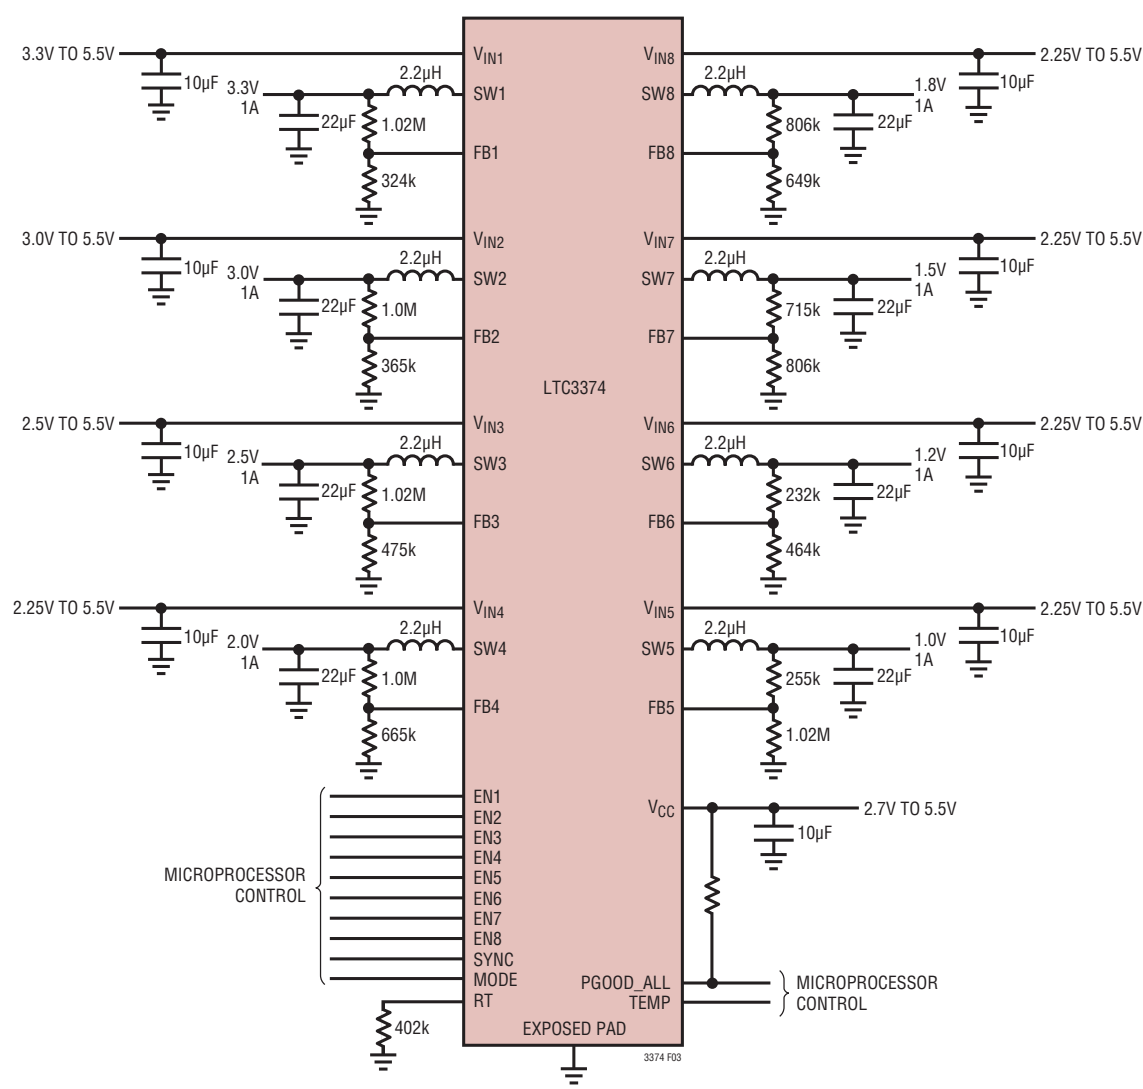 3.3V TO 5.5V
10µF
3.3V
1A
22µF
2.2µH
1.02M
324k
VIN1
SW1
FB1
3.0V TO 5.5V
10µF
3.0V
1A
22µF
2.2µH
1.0M
365k
VIN2
SW2
FB2
2.5V TO 5.5V
10µF
2.5V
1A
22µF
2.2µH
1.02M
475k
VIN3
SW3
FB3
2.25V TO 5.5V
10µF
2.0V
1A
22µF
2.2µH
1.0M
665k
VIN4
SW4
FB4
MICROPROCESSOR
CONTROL
EN1
EN2
EN3
EN4
EN5
EN6
EN7
EN8
SYNC
MODE
RT
402k
LTC3374
EXPOSED PAD
VIN8
SW8
FB8
2.2µH
806k
649k
22µF
1.8V
1A
10µF
2.25V TO 5.5V
VIN7
SW7
FB7
2.2µH
715k
806k
22µF
1.5V
1A
10µF
2.25V TO 5.5V
VIN6
SW6
FB6
2.2µH
232k
464k
22µF
1.2V
1A
10µF
2.25V TO 5.5V
VIN5
SW5
FB5
2.2µH
255k
1.02M
22µF
1.0V
1A
10µF
2.25V TO 5.5V
VCC
2.7V TO 5.5V
10µF
PGOOD_ALL
TEMP
MICROPROCESSOR
CONTROL
3374 F03